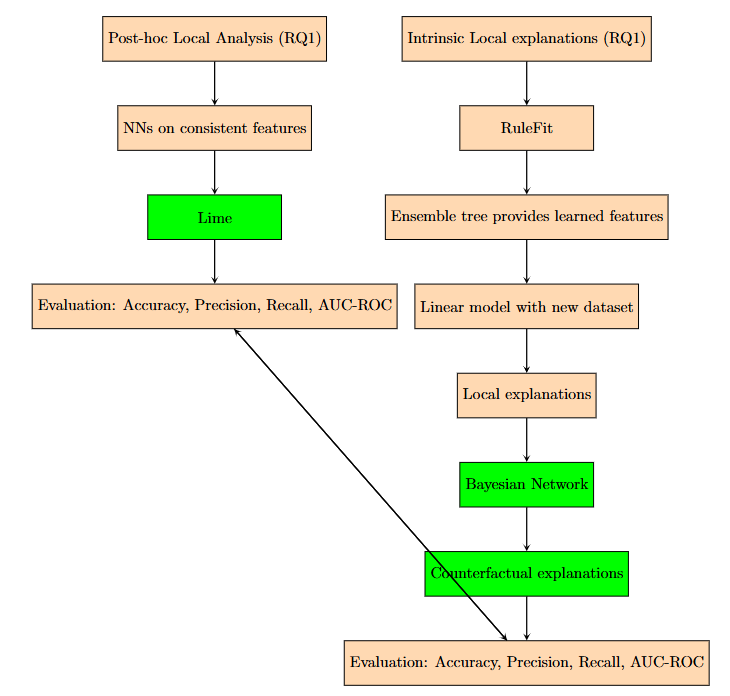 Post-hoc Local Analysis (RQ1)
Intrinsic Local explanations (RQ1)
NNs on consistent features
RuleFit
Lime
Ensemble tree provides learned features
Evaluation: Accuracy, Precision, Recall, AUC-ROC
Linear model with new dataset
Local explanations
Bayesian Network
Counterfactual explanations
Evaluation: Accuracy, Precision, Recall, AUC-ROC